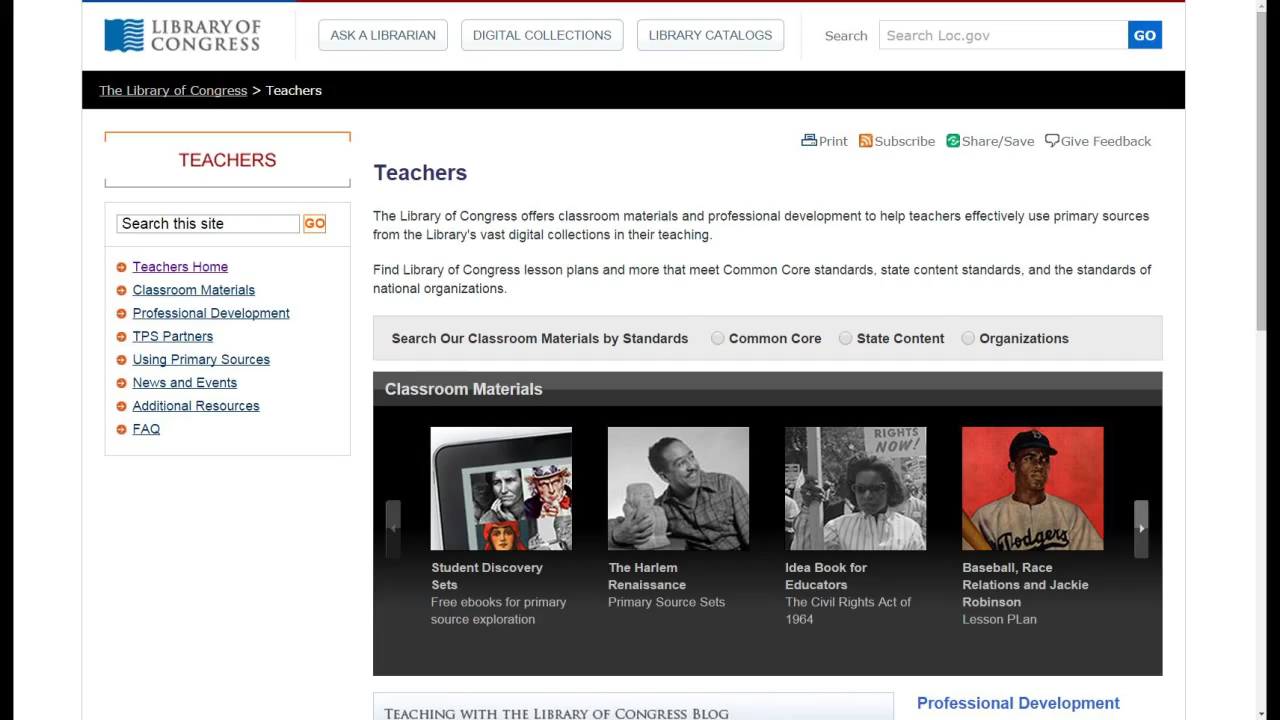 LIBRARY OF
CONGRESS
ASK A LIBRARIAN
DIGITAL COLLECTIONS
LIBRARY CATALOGS
Search
Search Loc.gov
GO
The Library of Congress > Teachers
TEACHERS
Search this site
GO
Teachers Home
Classroom Materials
Professional Development
TPS Partners
Using Primary Sources
News and Events
Additional Resources
FAQ
Print
Subscribe
Share/Save
Give Feedback
Teachers
The Library of Congress offers classroom materials and professional development to help teachers effectively use primary sources
from the Library's vast digital collections in their teaching.
Find Library of Congress lesson plans and more that meet Common Core standards, state content standards, and the standards of
national organizations.
Search Our Classroom Materials by Standards
Common Core
State Content
Organizations
Classroom Materials
Student Discovery
Sets
Free ebooks for primary
source exploration
The Harlem
Renaissance
Primary Source Sets
RIGHTS
NOW!
Idea Book for
Educators
The Civil Rights Act of
1964
Dodgers
Baseball, Race
Relations and Jackie
Robinson
Lesson PLan
TEACHING WITH THE LIBRARY OF CONGRESS BLOG
Professional Development